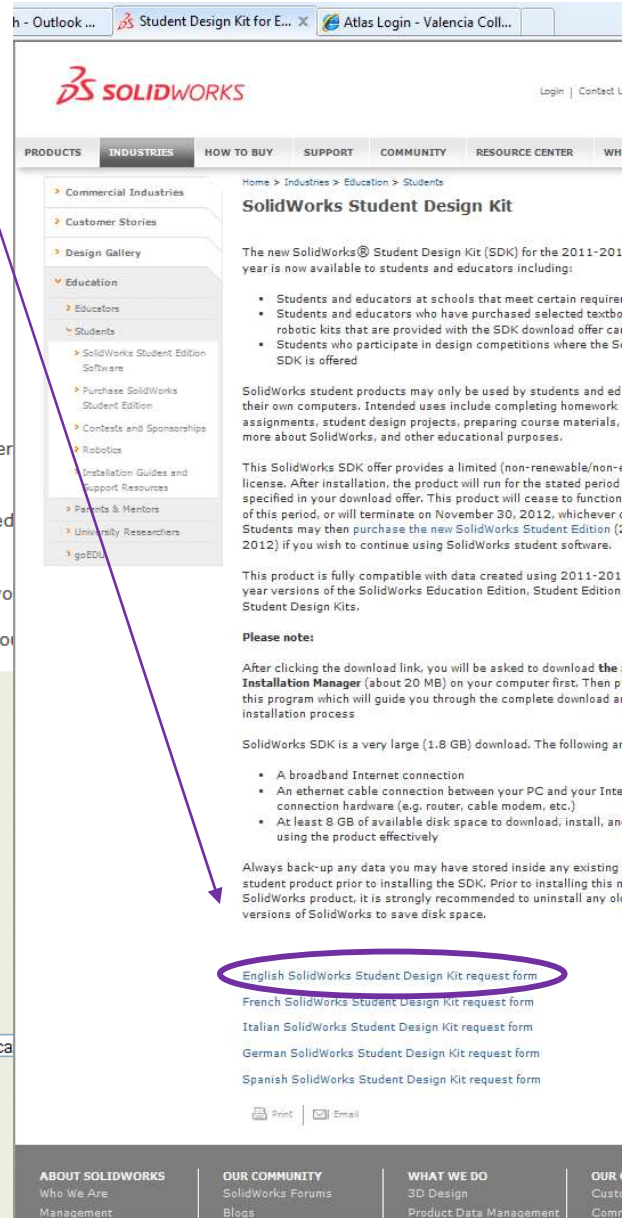 h - Outlook ...
Student Design Kit for E...
Atlas Login - Valencia Coll...
SOLIDWORKS
Login | Contact U
PRODUCTS INDUSTRIES HOW TO BUY SUPPORT COMMUNITY RESOURCE CENTER WH
Commercial Industries
Customer Stories
Design Gallery
Education
Educators
Students
SolidWorks Student Edition
Software
Purchase SolidWorks
Student Edition
Contests and Sponsorships
Robotics
Installation Guides and
Support Resources
Parents & Mentors
University Researchers
goEDU
Home > Industries > Education > Students
SolidWorks Student Design Kit
The new SolidWorks® Student Design Kit (SDK) for the 2011-201
year is now available to students and educators including:
Students and educators at schools that meet certain requirer
Students and educators who have purchased selected textbo
robotic kits that are provided with the SDK download offer car
Students who participate in design competitions where the So
SDK is offered
SolidWorks student products may only be used by students and ed
their own computers. Intended uses include completing homework
assignments, student design projects, preparing course materials,
more about SolidWorks, and other educational purposes.
This SolidWorks SDK offer provides a limited (non-renewable/non-e
license. After installation, the product will run for the stated period
specified in your download offer. This product will cease to function
of this period, or will terminate on November 30, 2012, whichever c
Students may then purchase the new SolidWorks Student Edition (2
2012) if you wish to continue using SolidWorks student software.
This product is fully compatible with data created using 2011-201
year versions of the SolidWorks Education Edition, Student Edition
Student Design Kits.
Please note:
After clicking the download link, you will be asked to download the
Installation Manager (about 20 MB) on your computer first. Then p
this program which will guide you through the complete download a
installation process
SolidWorks SDK is a very large (1.8 GB) download. The following ar
A broadband Internet connection
An ethernet cable connection between your PC and your Inte
connection hardware (e.g. router, cable modem, etc.)
At least 8 GB of available disk space to download, install, and
using the product effectively
Always back-up any data you may have stored inside any existing
student product prior to installing the SDK. Prior to installing this n
SolidWorks product, it is strongly recommended to uninstall any old
versions of SolidWorks to save disk space.
English SolidWorks Student Design Kit request form
French SolidWorks Student Design Kit request form
Italian SolidWorks Student Design Kit request form
German SolidWorks Student Design Kit request form
Spanish SolidWorks Student Design Kit request form
Print | Email
ABOUT SOLIDWORKS
Who We Are
Management
OUR COMMUNITY
SolidWorks Forums
Blogs
WHAT WE DO
3D Design
Product Data Management
OUR
Custo
Comm
er
ed
yo
ou
ca